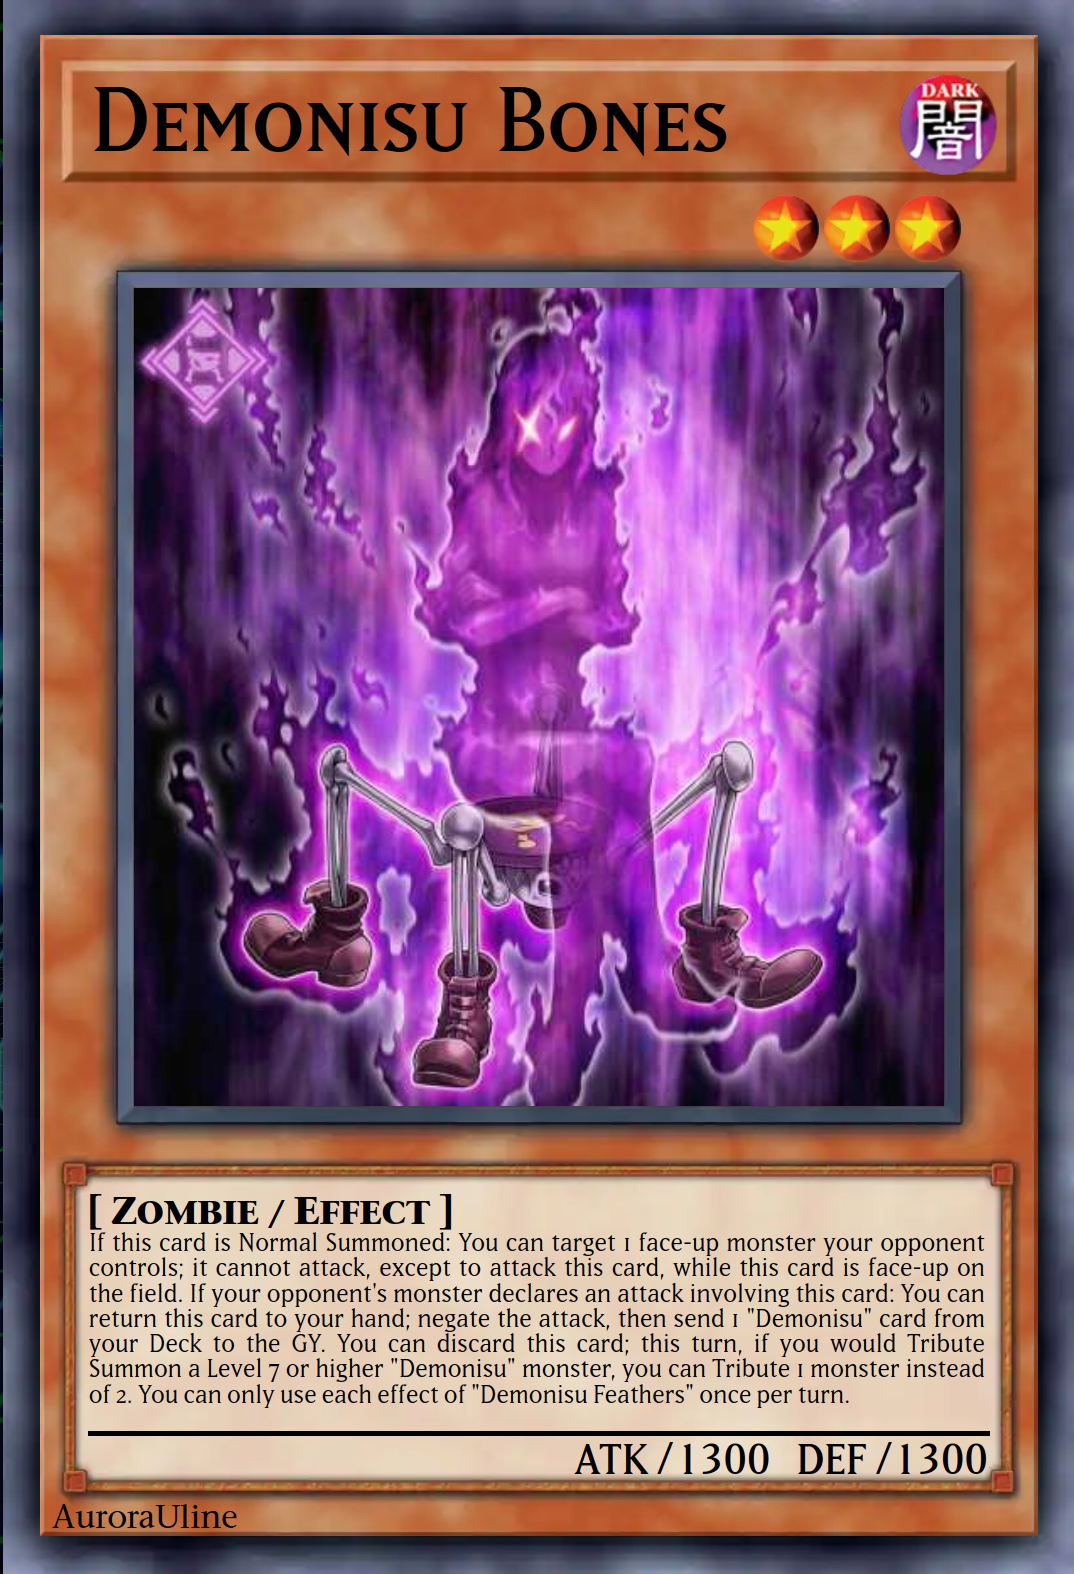 Demonisu Bones
DARK
闇
[ Zombie / Effect ]
If this card is Normal Summoned: You can target 1 face-up monster your opponent
controls; it cannot attack, except to attack this card, while this card is face-up on
the field. If your opponent's monster declares an attack involving this card: You can
return this card to your hand; negate the attack, then send 1 "Demonisu" card from
your Deck to the GY. You can discard this card; this turn, if you would Tribute
Summon a Level 7 or higher "Demonisu" monster, you can Tribute 1 monster instead
of 2. You can only use each effect of "Demonisu Feathers" once per turn.
ATK / 1300 DEF / 1300
AuroraUline